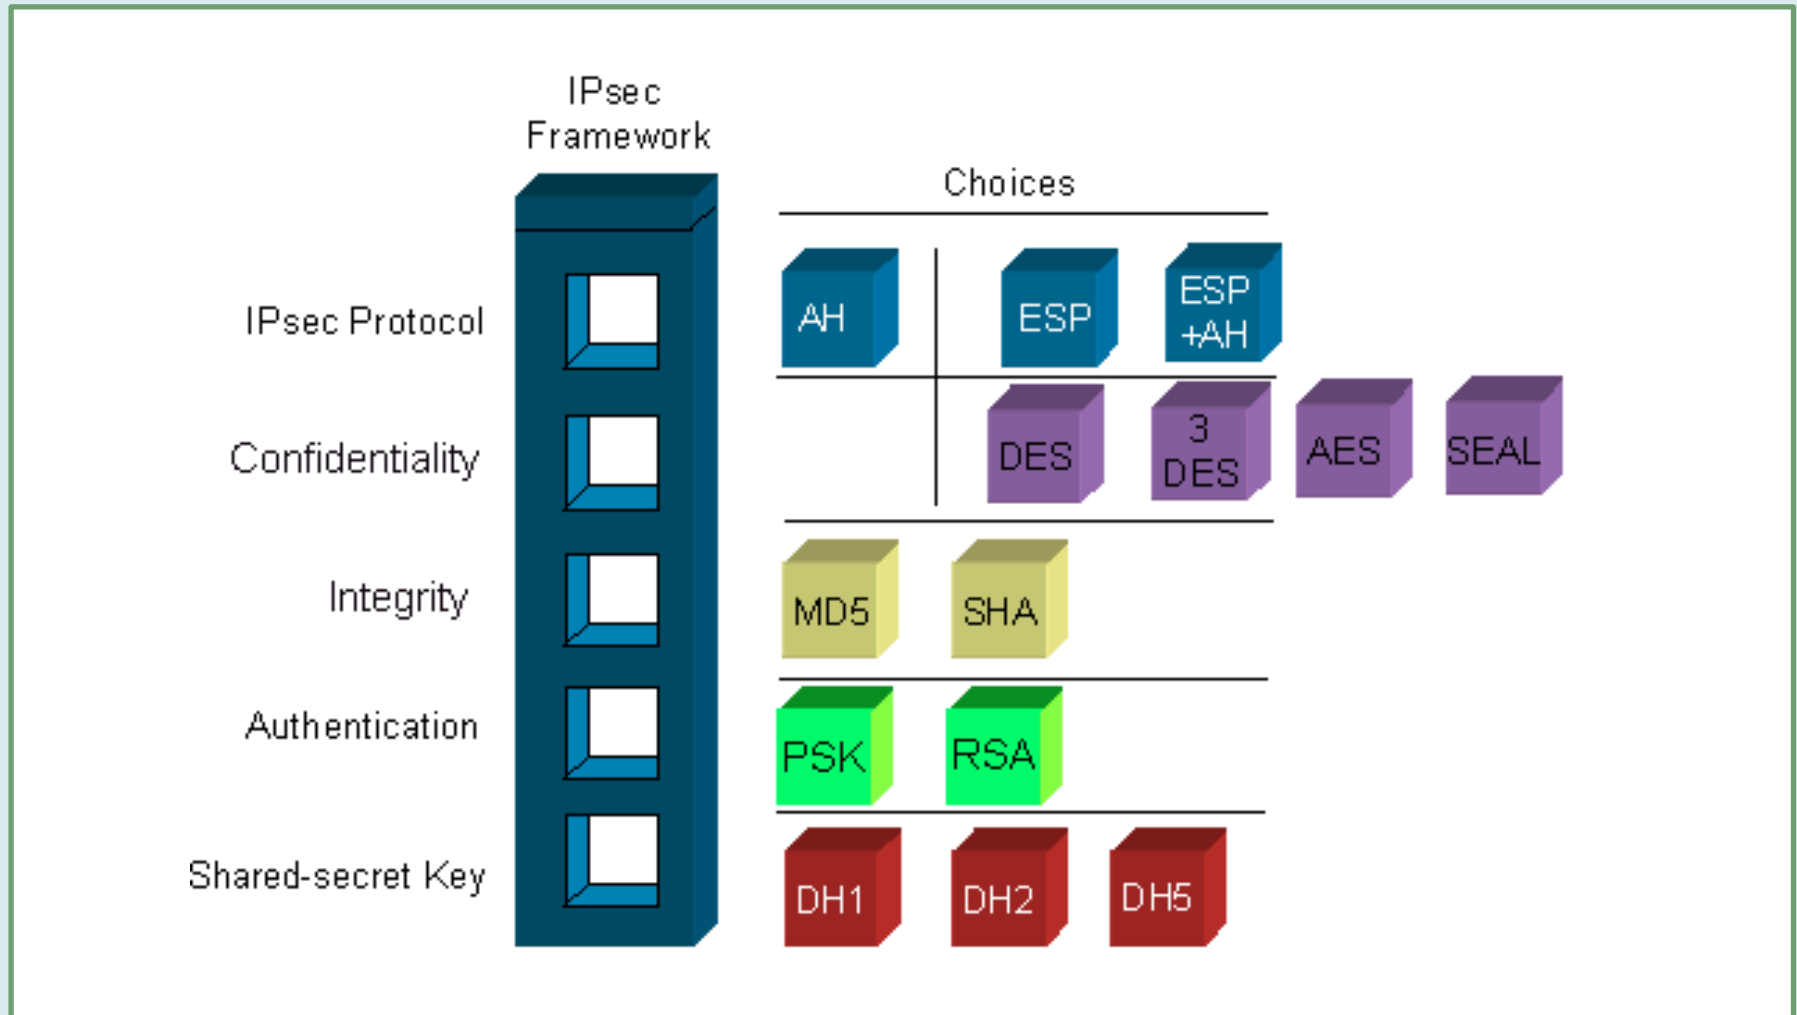 IPsec
Framework
Choices
IPsec Protocol
AH
ESP
ESP
+AH
Confidentiality
DES
3
DES
AES
SEAL
Integrity
MD5
SHA
Authentication
PSK
RSA
Shared-secret Key
DH1
DH2
DH5